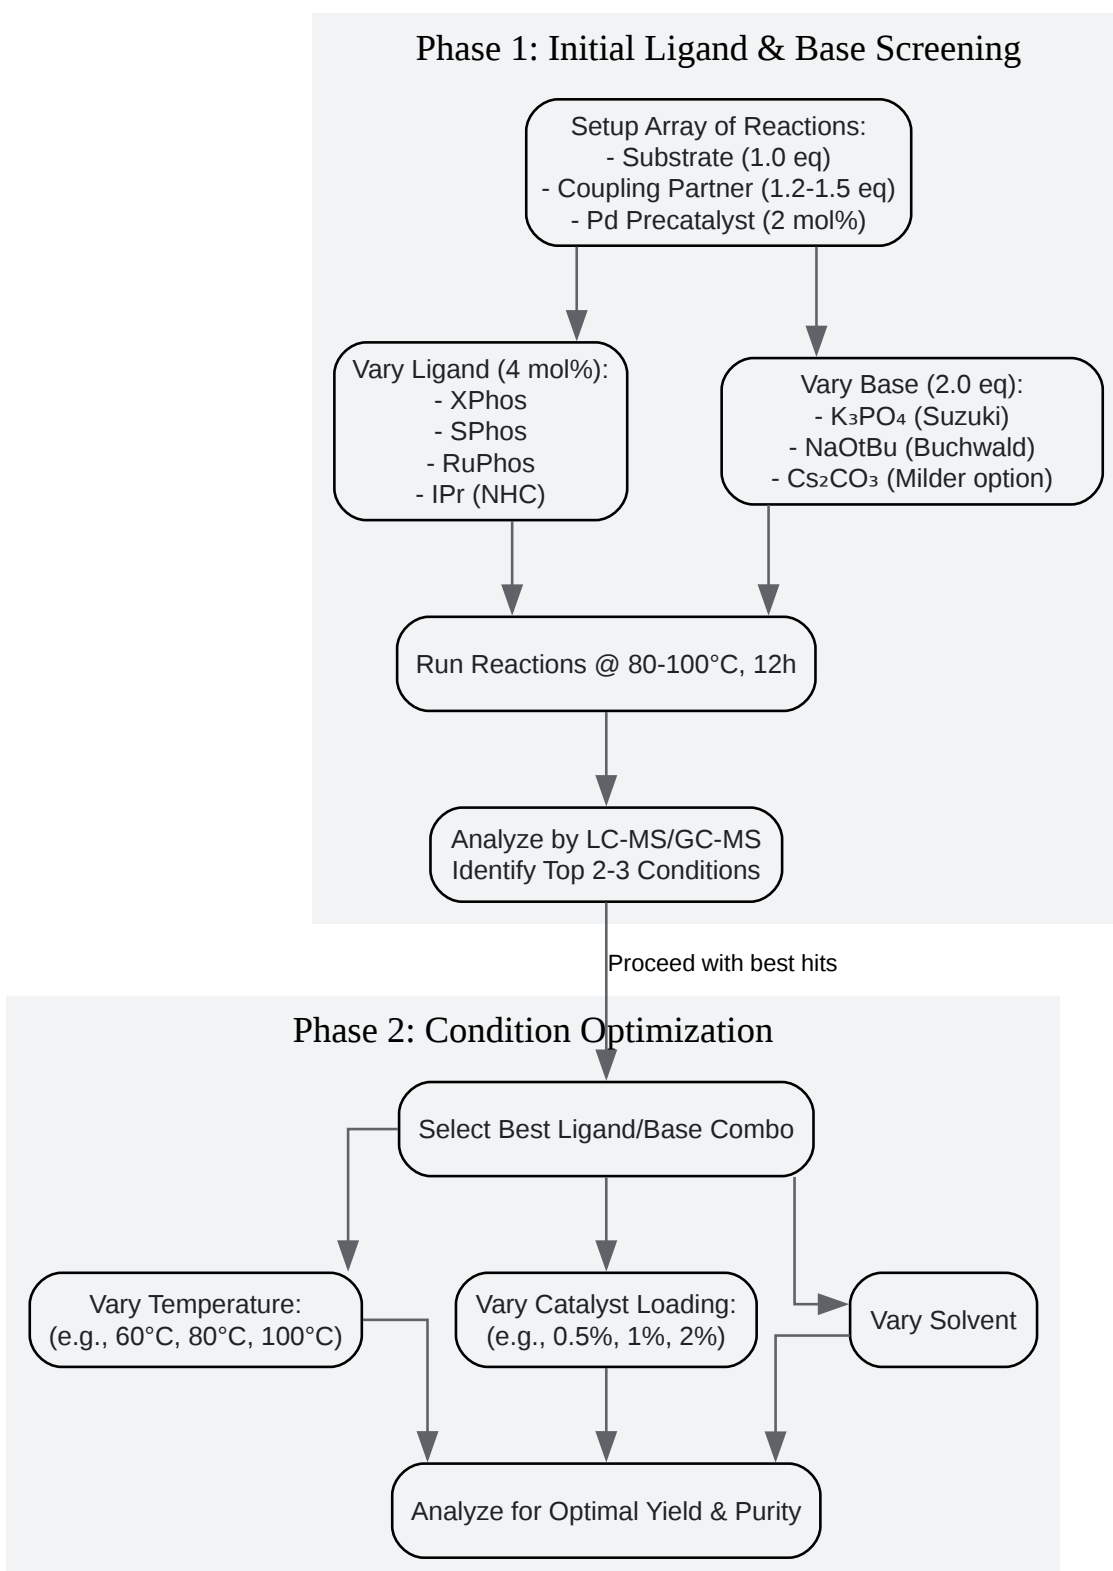 Phase 1: Initial Ligand & Base Screening
Setup Array of Reactions:
- Substrate (1.0 eq)
- Coupling Partner (1.2-1.5 eq)
- Pd Precatalyst (2 mol%)
Vary Ligand (4 mol%):
- XPhos
- SPhos
- RuPhos
- IPr (NHC)
Vary Base (2.0 eq):
- K₃PO₄ (Suzuki)
- NaOtBu (Buchwald)
- Cs₂CO₃ (Milder option)
Run Reactions @ 80-100°C, 12h
Analyze by LC-MS/GC-MS
Identify Top 2-3 Conditions
Proceed with best hits
Phase 2: Condition Optimization
Select Best Ligand/Base Combo
Vary Temperature:
(e.g., 60°C, 80°C, 100°C)
Vary Catalyst Loading:
(e.g., 0.5%, 1%, 2%)
Vary Solvent
Analyze for Optimal Yield & Purity